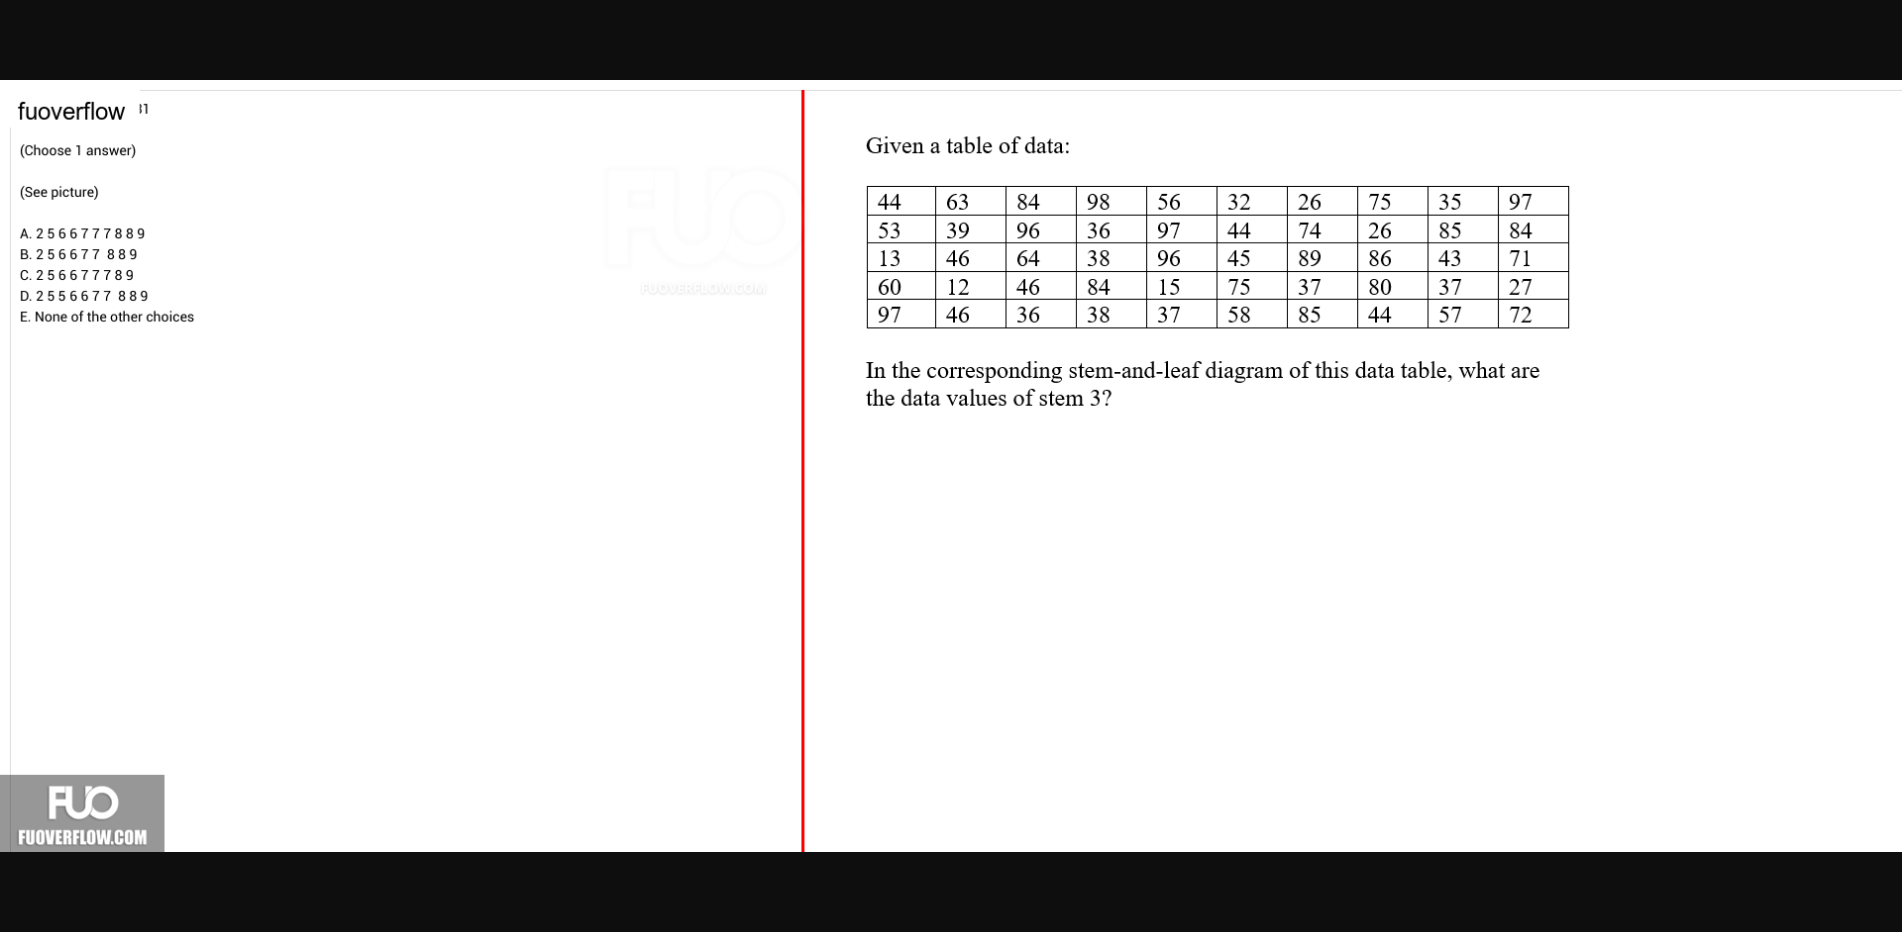 fuoverflow 31
(Choose 1 answer)
(See picture)
A. 2 5 6 6 7 7 7 8 8 9
B. 2 5 6 6 7 7 8 8 9
C. 2 5 6 6 7 7 7 8 9
D. 2 5 5 6 6 7 7 8 8 9
E. None of the other choices
FUO
FUOVERFLOW.COM
Given a table of data:
44 63 84 98 56 32 26 75 35 97
53 39 96 36 97 44 74 26 85 84
13 46 64 38 96 45 89 86 43 71
60 12 46 84 15 75 37 80 37 27
97 46 36 38 37 58 85 44 57 72
In the corresponding stem-and-leaf diagram of this data table, what are
the data values of stem 3?
FUO
FUOVERFLOW.COM